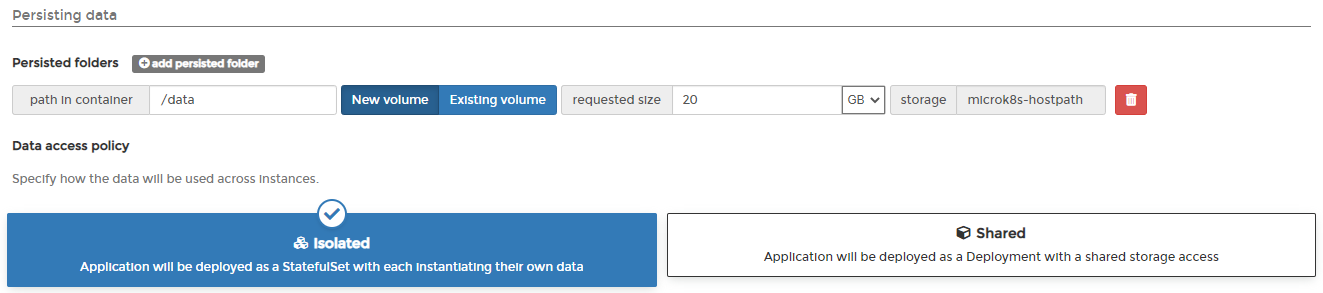 Persisting data
Persisted folders add persisted folder
path in container /data New volume Existing volume requested size 20 GB storage microk8s-hostpath
Data access policy
Specify how the data will be used across instances.
Isolated
Application will be deployed as a StatefulSet with each instantiating their own data
Shared
Application will be deployed as a Deployment with a shared storage access